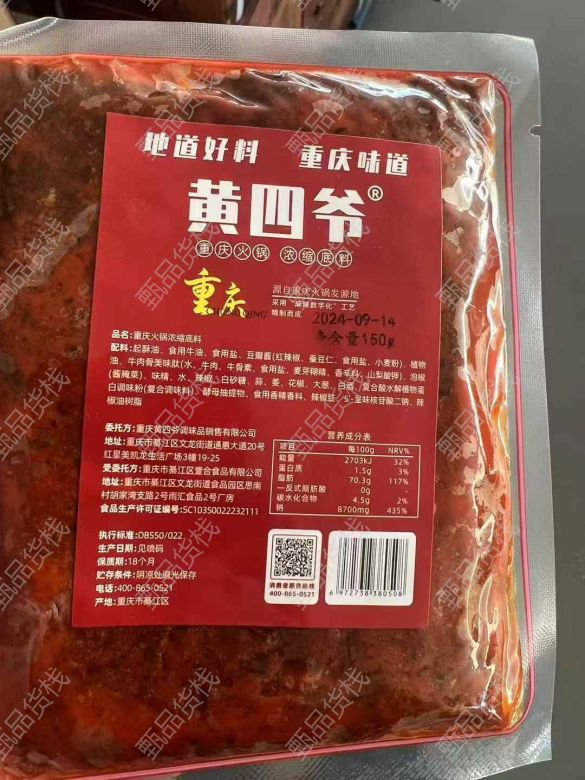 地道好料 重庆味道
黄四爷®
重庆火锅 浓缩底料
重庆
源自重庆火锅发源地
采用"麻辣数字化"工艺
精制而成
2024-09-14
含量150g
品名:重庆火锅浓缩底料
配料:起酥油、食用牛油、食用盐、豆瓣酱(红辣椒、蚕豆仁、食用盐、小麦粉)、植物
油、牛肉骨美味肽(水、牛肉、牛骨素、食用盐、麦芽糊精、香辛料、山梨酸钾)、泡椒
(酱腌菜)、味精、水、辣椒、白砂糖、蒜、姜、花椒、大葱、白酒、复合酸水解植物蛋
白调味粉(复合调味料)、酵母抽提物、食用香精香料、辣椒红、5'-呈味核苷酸二钠、辣
椒油树脂
委托方:重庆黄四爷调味品销售有限公司
地址:重庆市綦江区文龙街道通惠大道20号
红星美凯龙生活广场3幢19-25
受委托方:重庆市綦江区壹合食品有限公司
地址:重庆市綦江区文龙街道食品园区思南
村胡家湾支路2号雨汇食品2号厂房
食品生产许可证编号:SC10350022232111
营养成分表
项目 每100g NRV%
能量 2703kJ 32%
蛋白质 1.5g 3%
脂肪 70.3g 117%
—反式脂肪酸 0g -
碳水化合物 4.5g 2%
钠 8700mg 435%
执行标准:DBS50/022
生产日期:见喷码
保质期:18个月
贮存条件:阴凉处避光保存
电话:400-865-0521
产地:重庆市綦江区
消费者服务热线
400-865-0521
6 972738 380508
甄品货栈